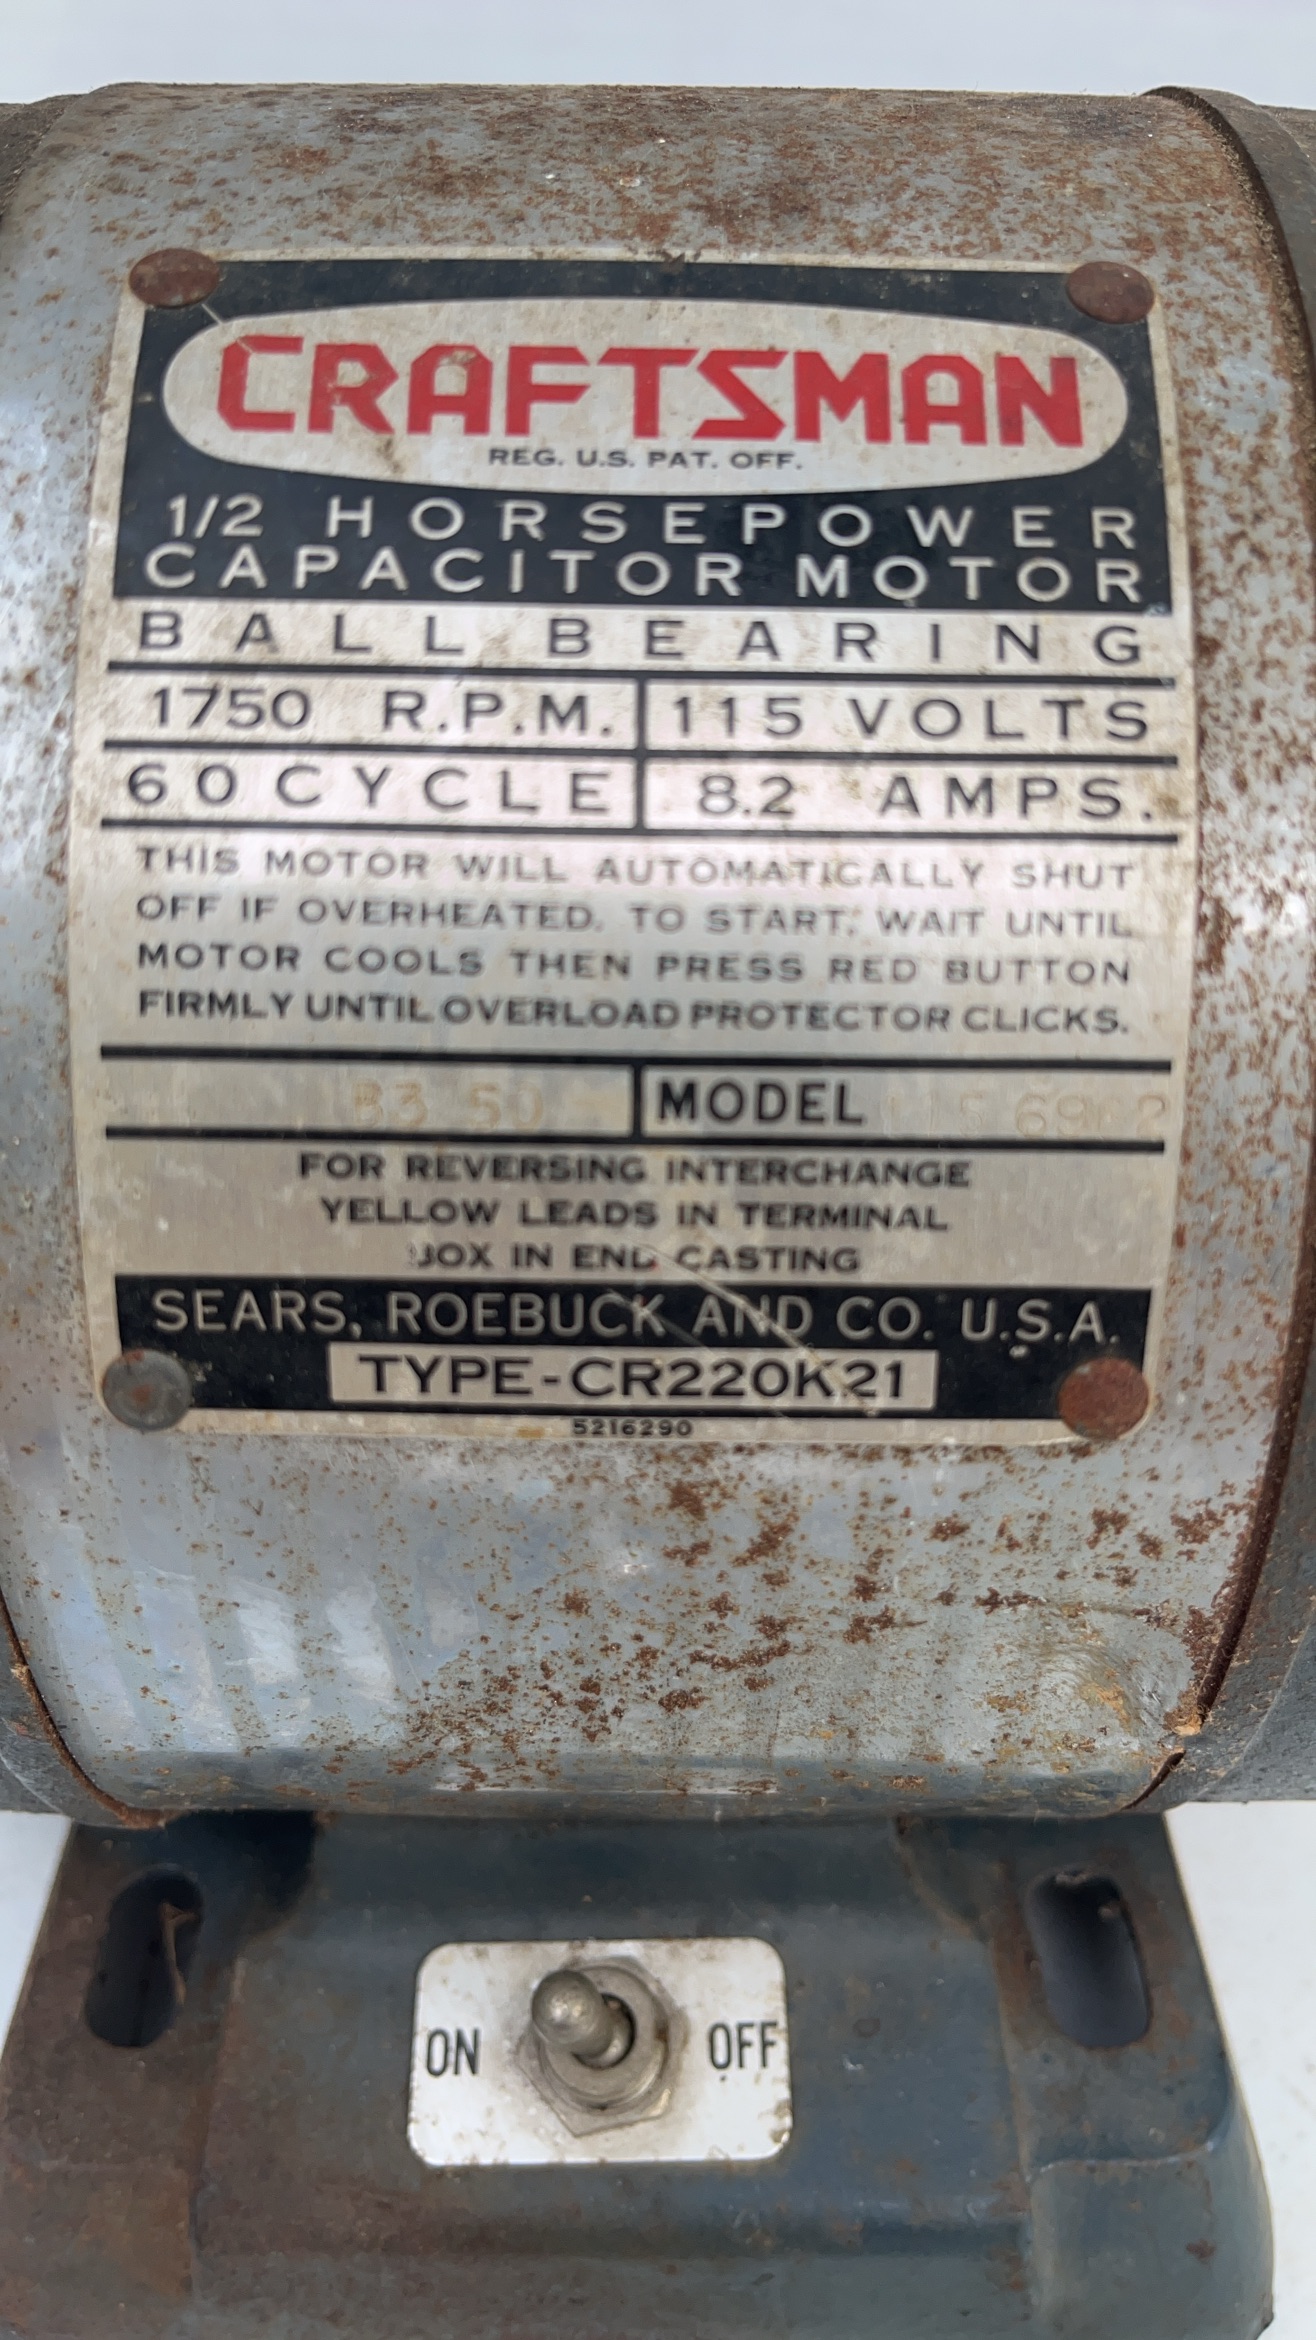 CRAFTSMAN
REG. U.S. PAT. OFF.
1/2 HORSEPOWER
CAPACITOR MOTOR
BALL BEARING
1750 R.P.M. 115 VOLTS
60 CYCLE 8.2 AMPS.
THIS MOTOR WILL AUTOMATICALLY SHUT
OFF IF OVERHEATED. TO START, WAIT UNTIL
MOTOR COOLS THEN PRESS RED BUTTON
FIRMLY UNTIL OVERLOAD PROTECTOR CLICKS.
MODEL
FOR REVERSING INTERCHANGE
YELLOW LEADS IN TERMINAL
BOX IN END CASTING
SEARS, ROEBUCK AND CO. U.S.A.
TYPE-CR220K21
5216290
ON OFF